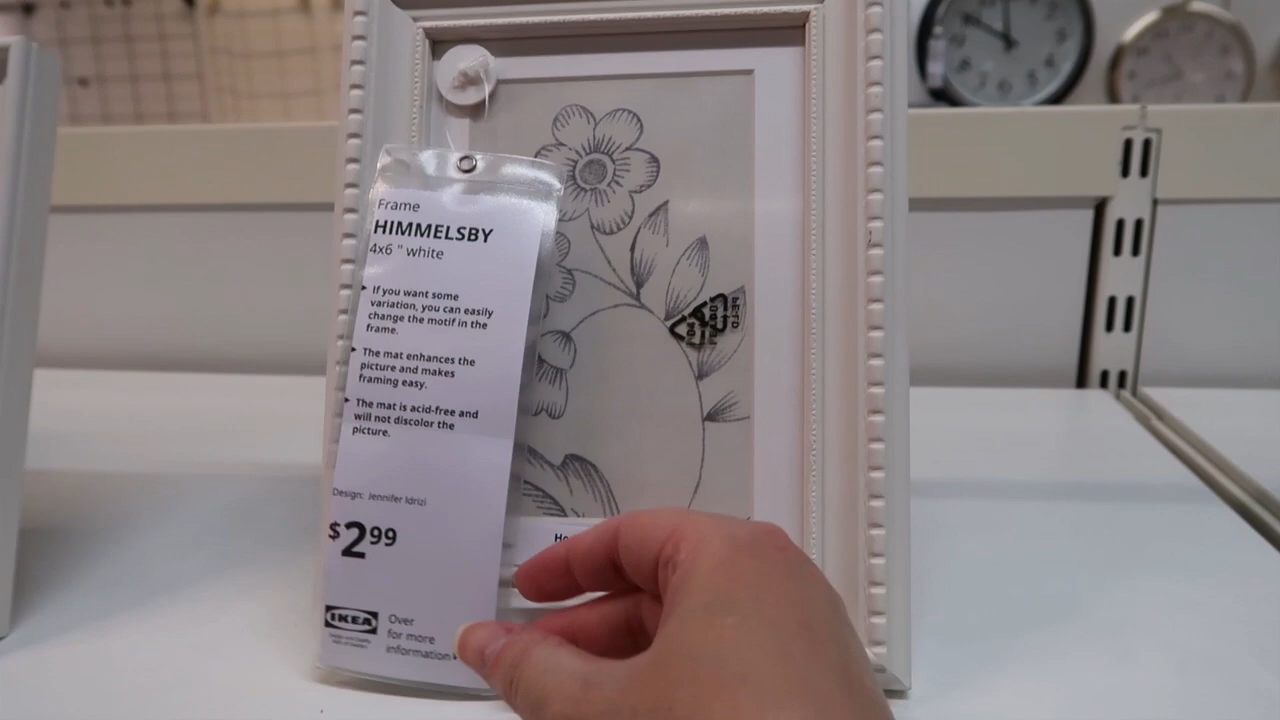 Frame
HIMMELSBY
4x6 " white
If you want some
variation, you can easily
change the motif in the
frame.
The mat enhances the
picture and makes
framing easy.
The mat is acid-free and
will not discolor the
picture.
Design: Jennifer Idrizi
$2.99
IKEA
Over
for more
information